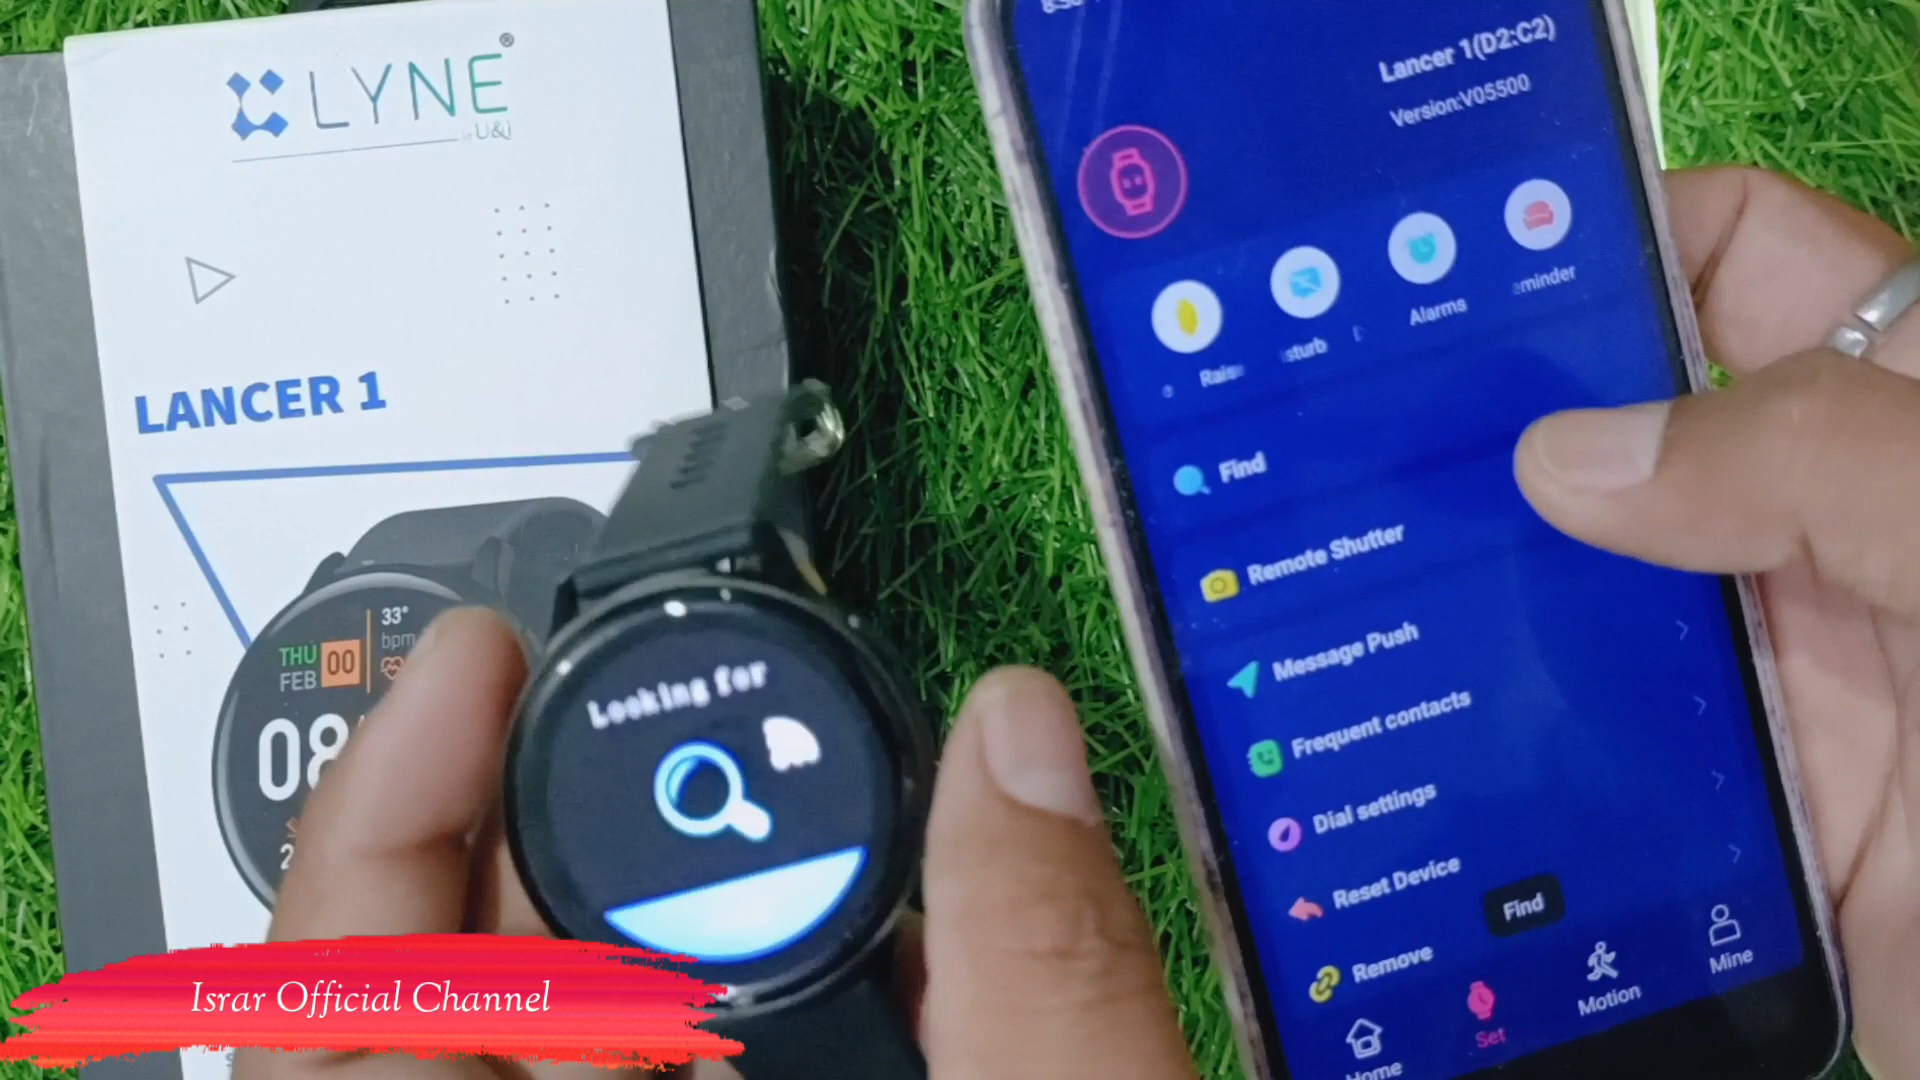 LYNE®
by U&i
LANCER 1
THU
FEB
00
33°
bpm
08
2
Looking for
Lancer 1(D2:C2)
Version:V05500
Alarms
Find
Remote Shutter
Message Push
Frequent contacts
Dial settings
Reset Device
Find
Remove
Home
Set
Motion
Mine
Israr Official Channel